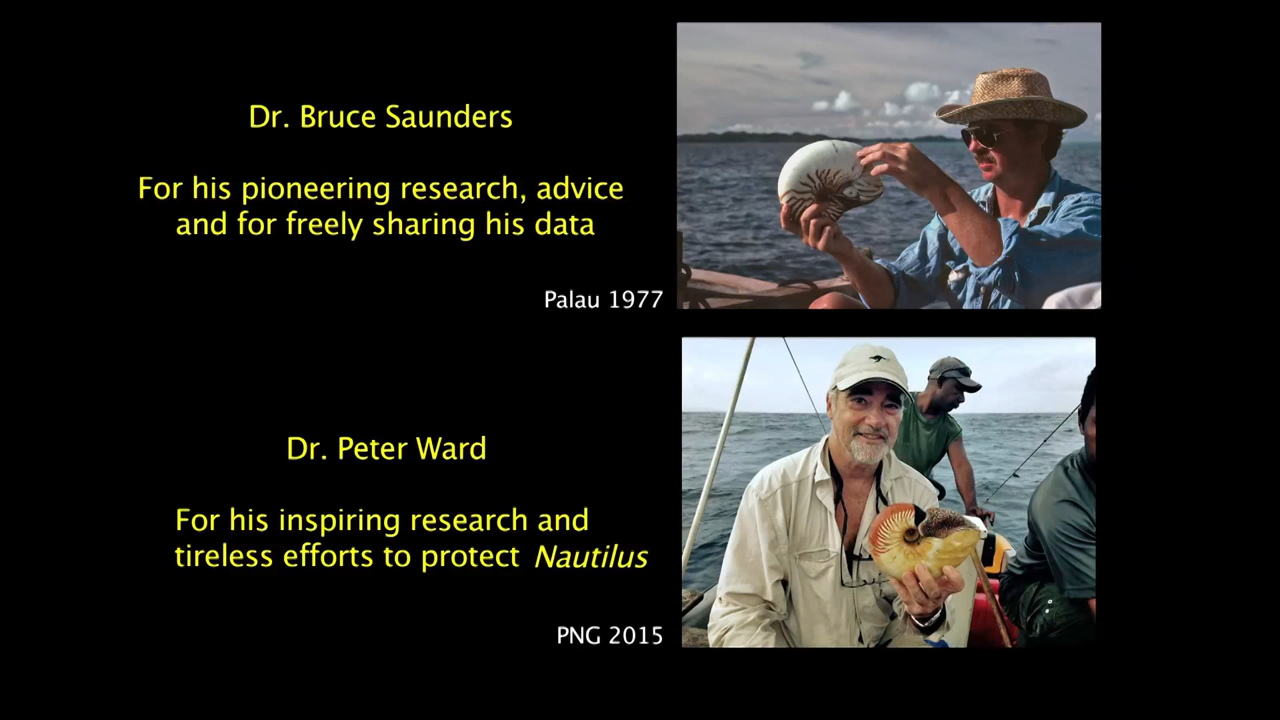 Dr. Bruce Saunders
For his pioneering research, advice
and for freely sharing his data
Palau 1977
Dr. Peter Ward
For his inspiring research and
tireless efforts to protect Nautilus
PNG 2015